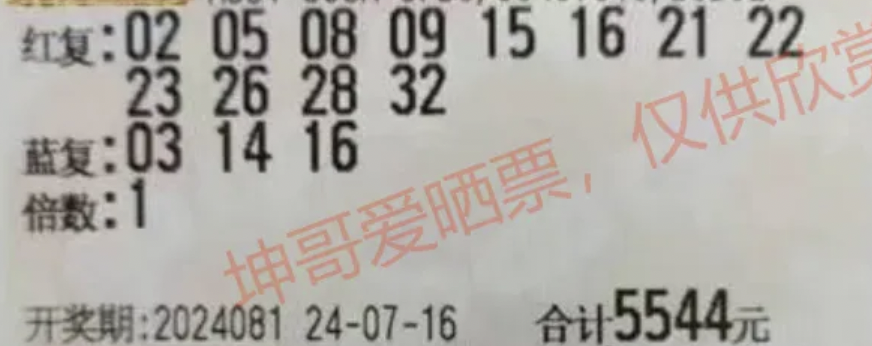 红复:02 05 08 09 15 16 21 22
23 26 28 32
蓝复:03 14 16
倍数:1
坤哥爱晒票，仅供欣赏
开奖期:2024081 24-07-16 合计5544元